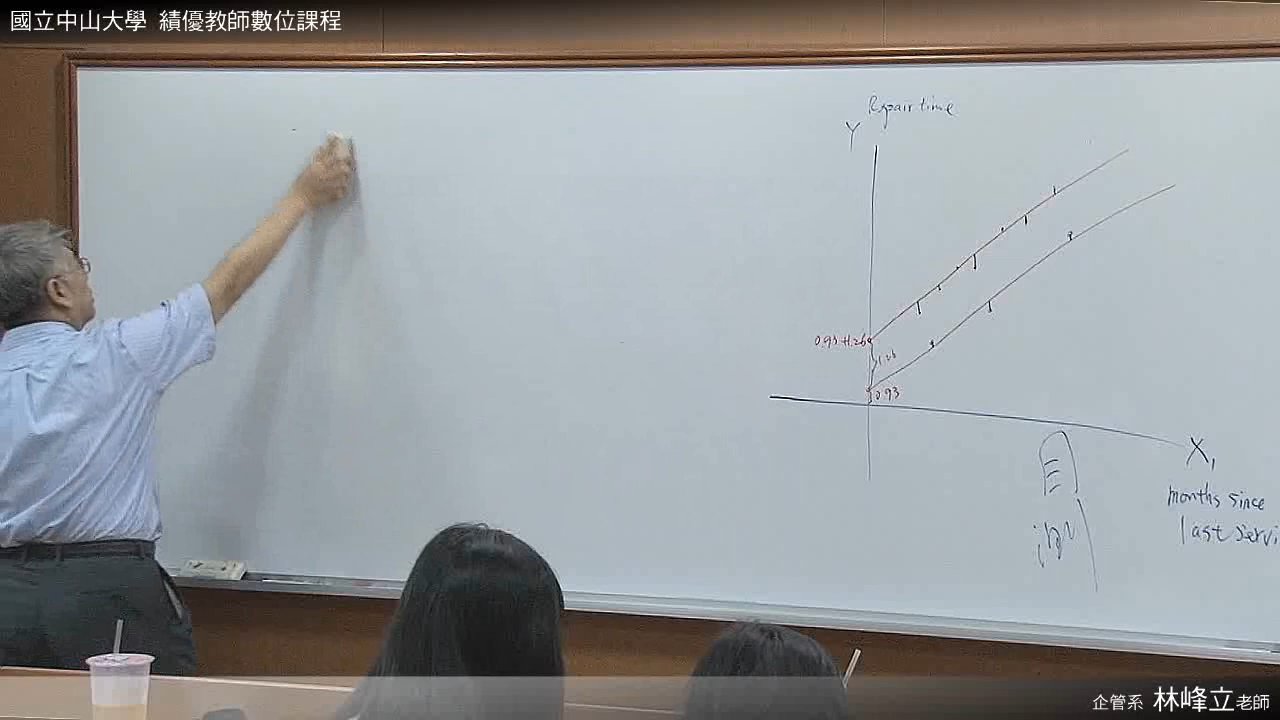 國立中山大學 績優教師數位課程
Repair time
Y
0.93+1.26
1.26
0.93
X1
months since
last servi
企管系 林峰立老師